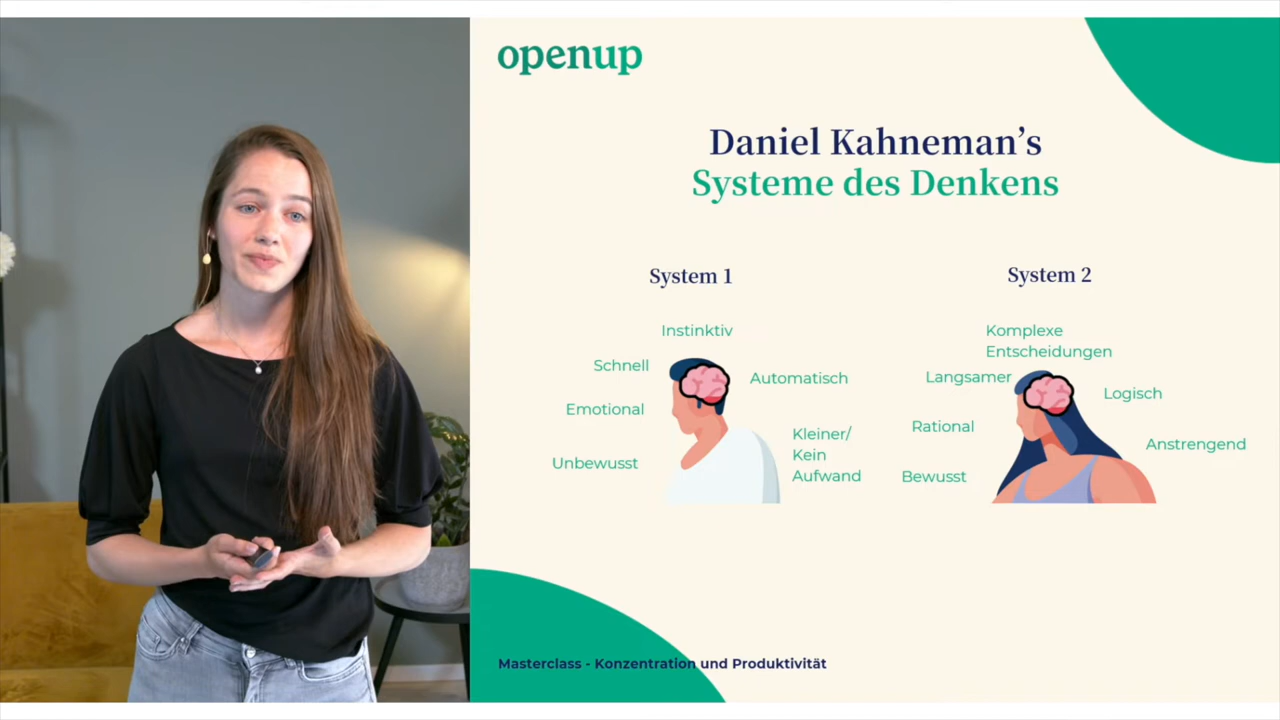 openup
Daniel Kahneman’s
Systeme des Denkens
System 1
Instinktiv
Schnell
Automatisch
Emotional
Kleiner/
Kein
Aufwand
Unbewusst
System 2
Komplexe
Entscheidungen
Langsamer
Logisch
Rational
Anstrengend
Bewusst
Masterclass - Konzentration und Produktivität